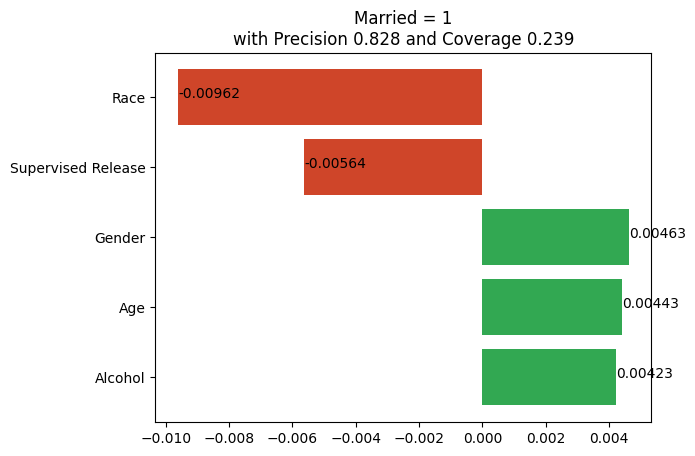 Married = 1
with Precision 0.828 and Coverage 0.239
Race
-0.00962
Supervised Release
-0.00564
Gender
0.00463
Age
0.00443
Alcohol
0.00423
−0.010 −0.008 −0.006 −0.004 −0.002 0.000 0.002 0.004